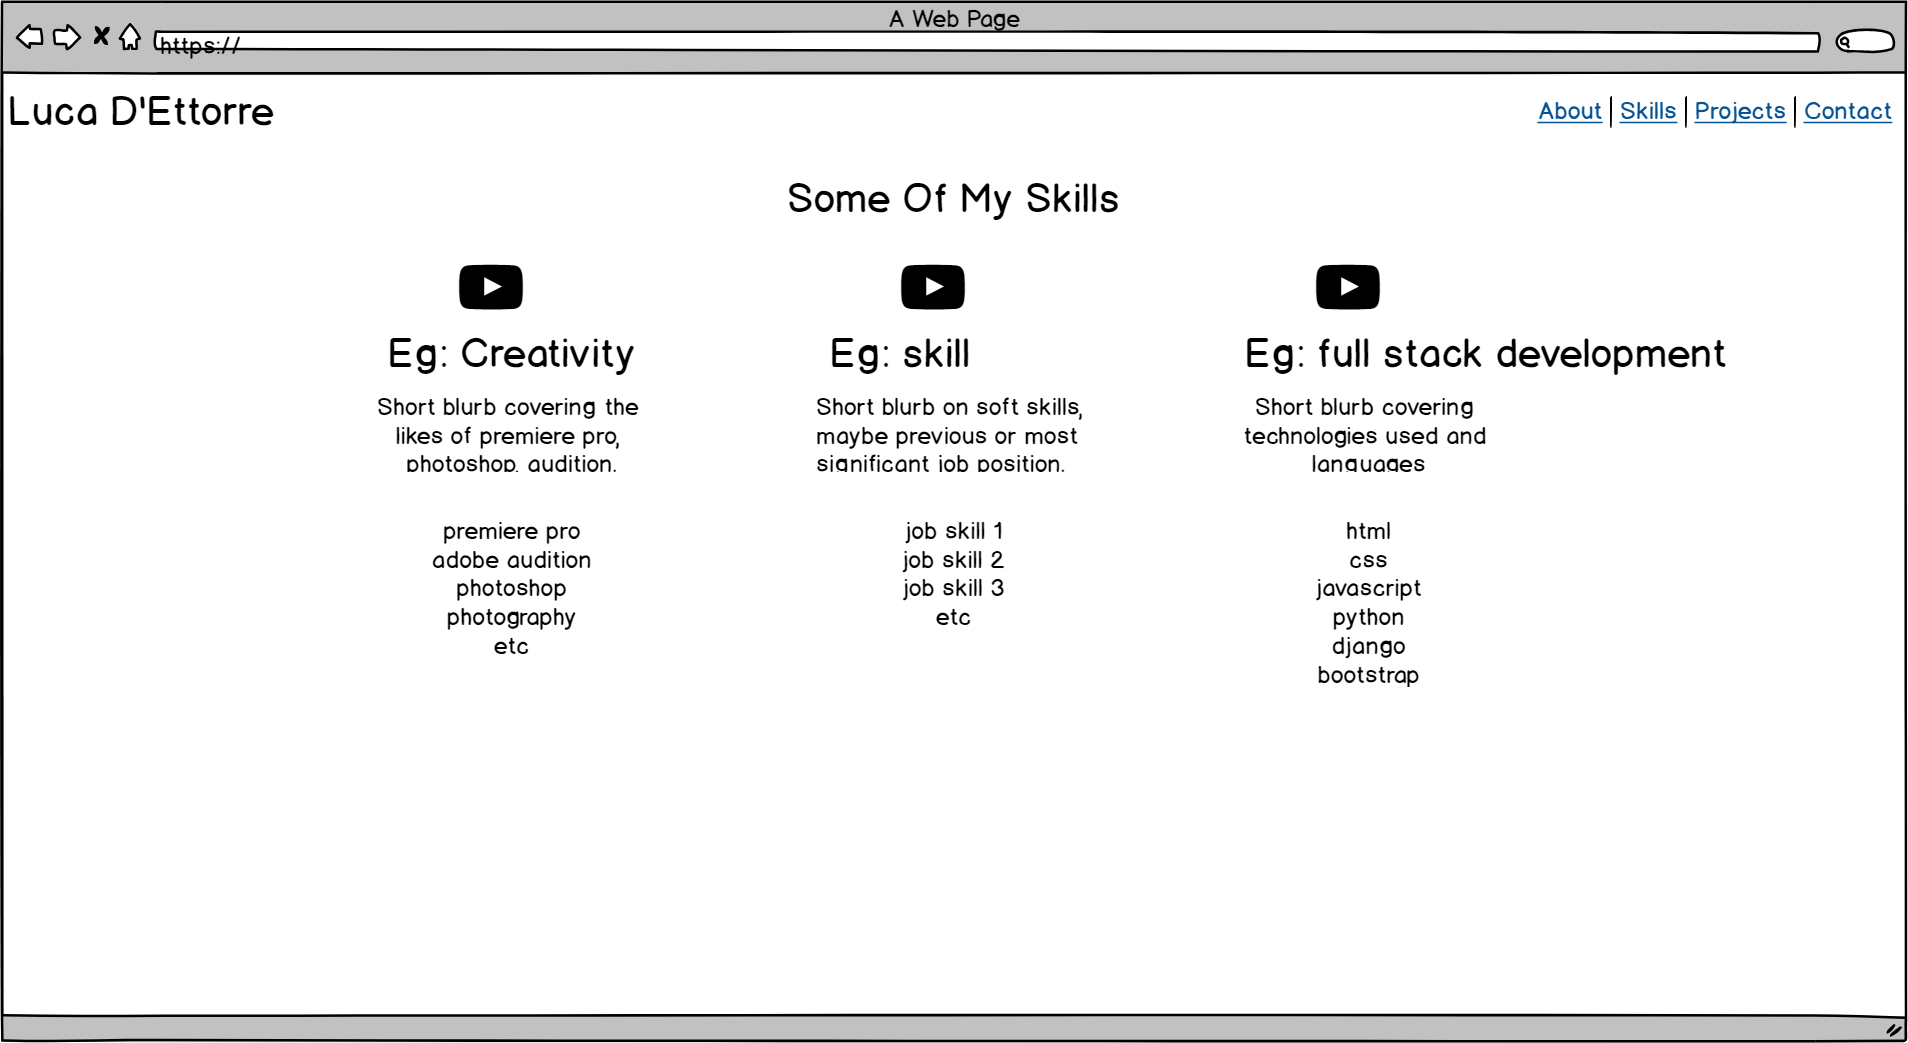 A Web Page
https://
Luca D'Ettorre
About | Skills | Projects | Contact
Some Of My Skills
Eg: Creativity
Short blurb covering the
likes of premiere pro,
photoshop, audition.
premiere pro
adobe audition
photoshop
photography
etc
Eg: skill
Short blurb on soft skills,
maybe previous or most
significant job position.
job skill 1
job skill 2
job skill 3
etc
Eg: full stack development
Short blurb covering
technologies used and
languages
html
css
javascript
python
django
bootstrap